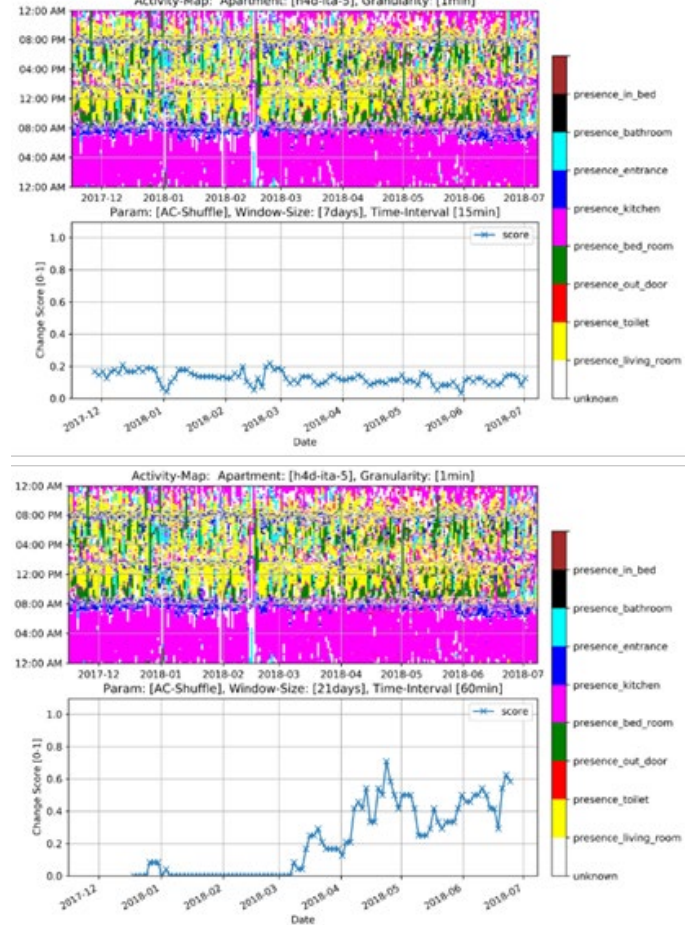 Activity-Map: Apartment: [h4d-ita-5], Granularity: [1min]
12:00 AM
08:00 PM
04:00 PM
12:00 PM
08:00 AM
04:00 AM
12:00 AM
2017-12 2018-01 2018-02 2018-03 2018-04 2018-05 2018-06 2018-07
presence_in_bed
presence_bathroom
presence_entrance
presence_kitchen
presence_bed_room
presence_out_door
presence_toilet
presence_living_room
unknown
Param: [AC-Shuffle], Window-Size: [7days], Time-Interval [15min]
score
Change Score [0-1]
1.0
0.8
0.6
0.4
0.2
0.0
2017-12 2018-01 2018-02 2018-03 2018-04 2018-05 2018-06 2018-07
Date
Activity-Map: Apartment: [h4d-ita-5], Granularity: [1min]
12:00 AM
08:00 PM
04:00 PM
12:00 PM
08:00 AM
04:00 AM
12:00 AM
2017-12 2018-01 2018-02 2018-03 2018-04 2018-05 2018-06 2018-07
presence_in_bed
presence_bathroom
presence_entrance
presence_kitchen
presence_bed_room
presence_out_door
presence_toilet
presence_living_room
unknown
Param: [AC-Shuffle], Window-Size: [21days], Time-Interval [60min]
score
Change Score [0-1]
1.0
0.8
0.6
0.4
0.2
0.0
2017-12 2018-01 2018-02 2018-03 2018-04 2018-05 2018-06 2018-07
Date